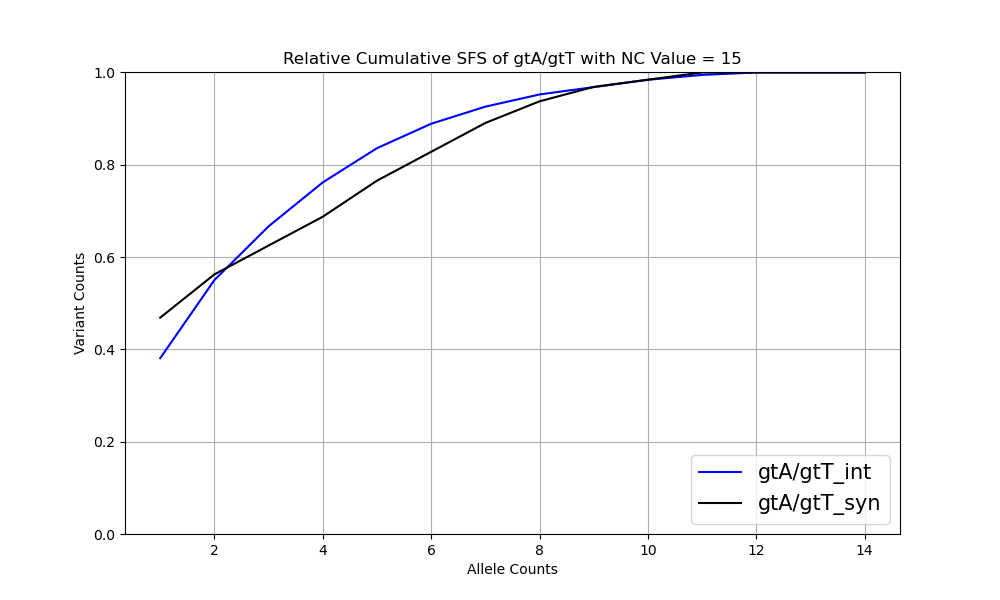 Relative Cumulative SFS of gtA/gtT with NC Value = 15
1.0
0.8
0.6
0.4
0.2
0.0
Variant Counts
2 4 6 8 10 12 14
Allele Counts
gtA/gtT_int
gtA/gtT_syn